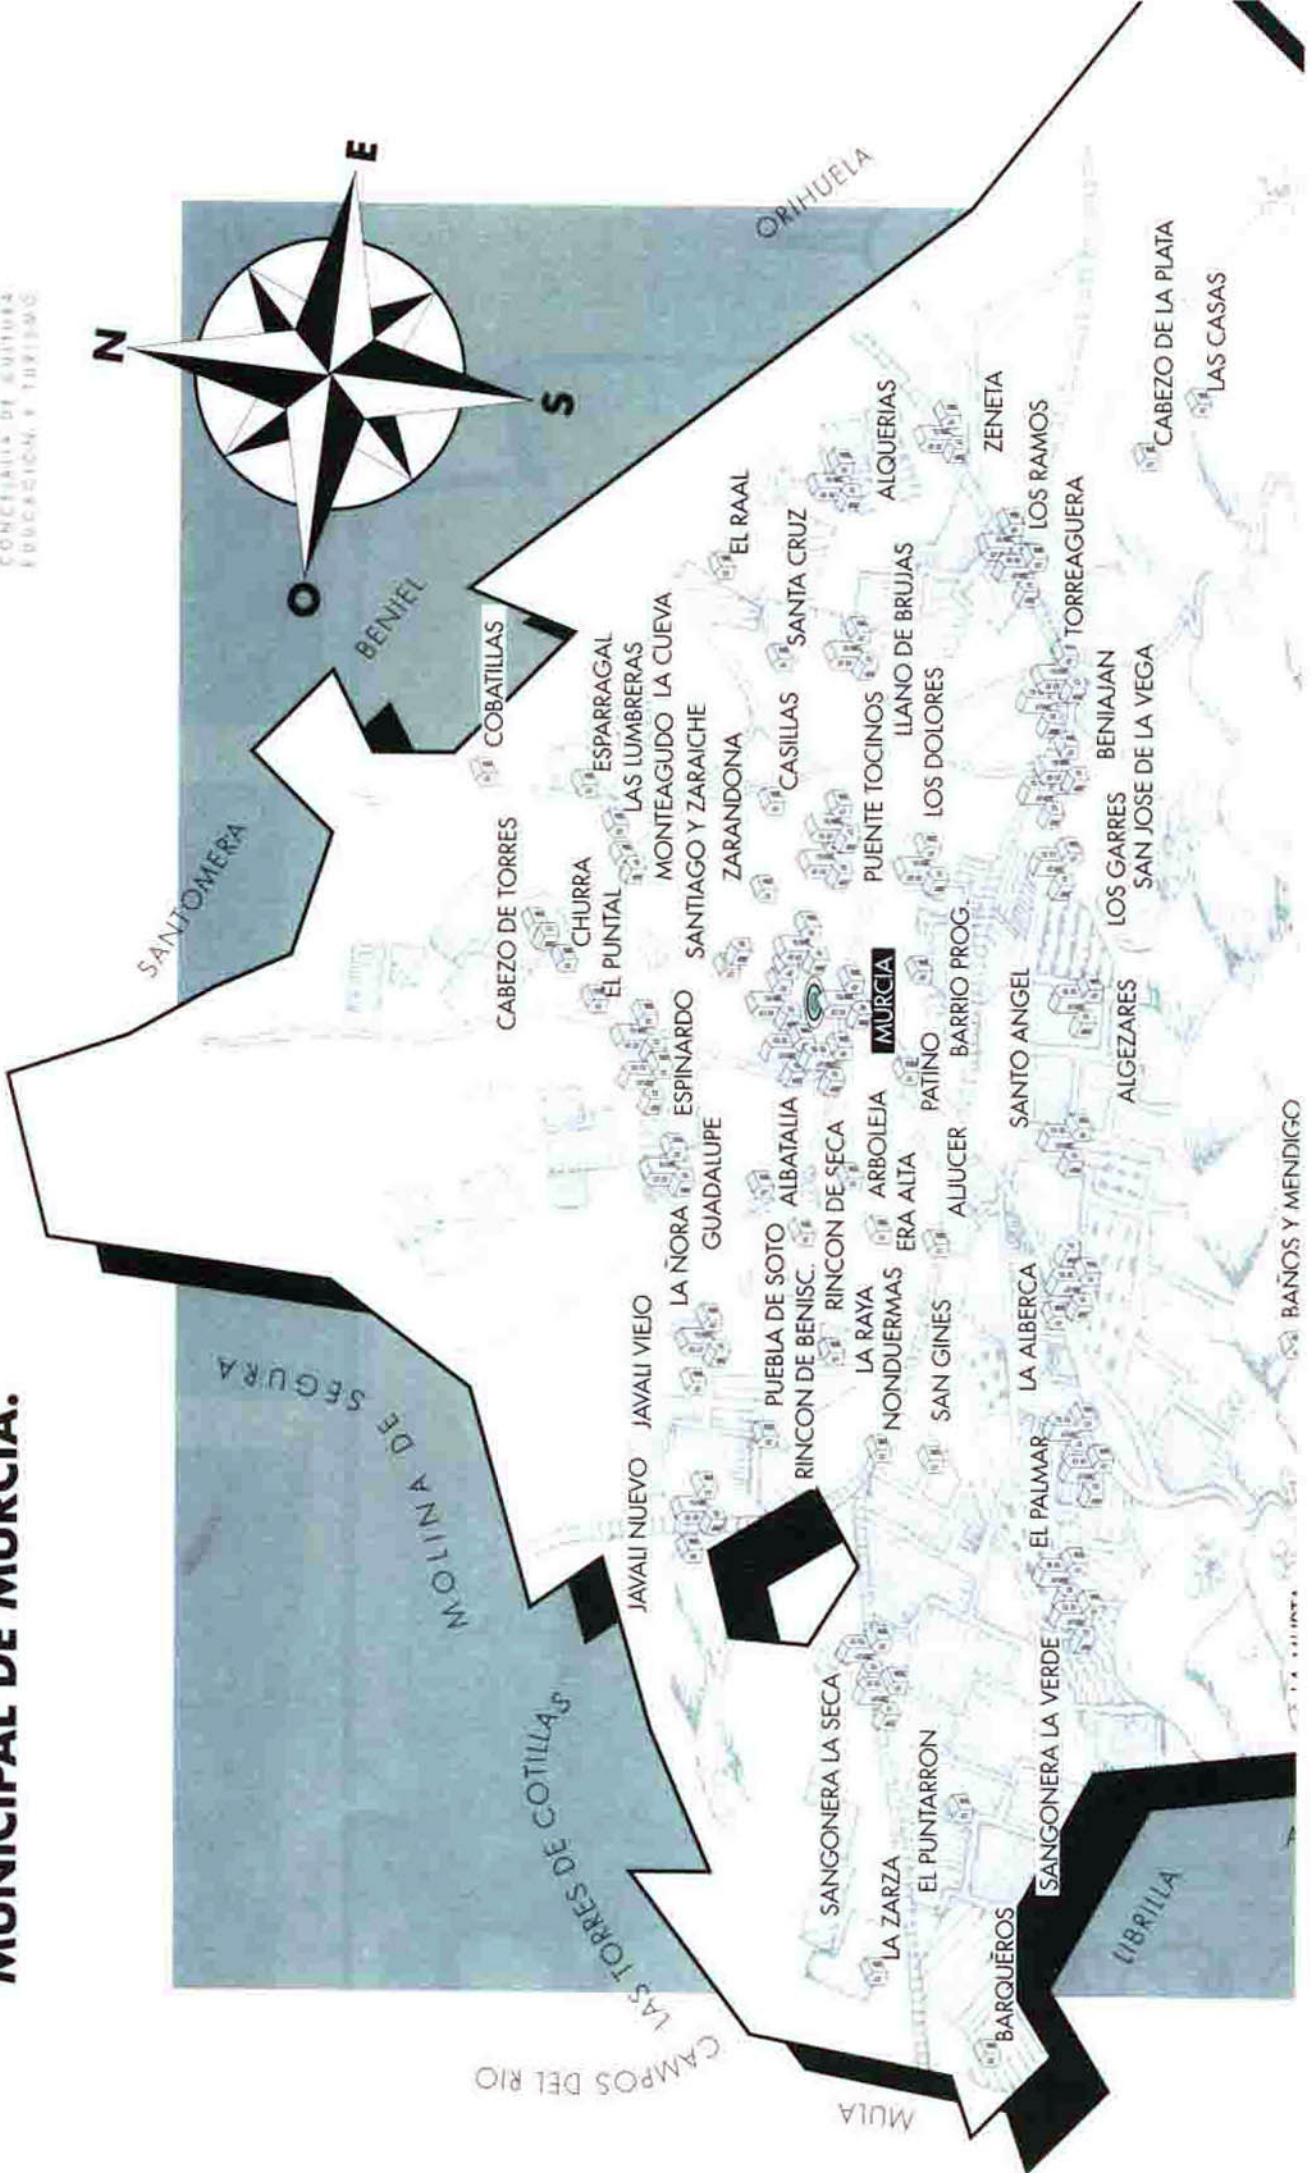 MUNICIPAL DE MURCIA.
CONCEJALIA DE CULTURA
EDUCACION Y TURISMO
N
E
S
O
SANTOMERA
BENIEL
ORIHUELA
MOLINA DE SEGURA
LAS TORRES DE COTILLAS
CAMPOS DEL RIO
MULA
LIBRILLA
COBATILLAS
CABEZO DE TORRES
CHURRA
EL PUNTAL
ESPARRAGAL
LAS LUMBRERAS
MONTEAGUDO LA CUEVA
SANTIAGO Y ZARAICHE
ZARANDONA
EL RAAL
SANTA CRUZ
CASILLAS
ALQUERIAS
ZENETA
LLANO DE BRUJAS
PUENTE TOCINOS
LOS DOLORES
LOS RAMOS
TORREAGUERA
BENIAJAN
SAN JOSE DE LA VEGA
LOS GARRES
CABEZO DE LA PLATA
LAS CASAS
ESPINARDO
GUADALUPE
LA ÑORA
JAVALI VIEJO
JAVALI NUEVO
PUEBLA DE SOTO
ALBATALIA
RINCON DE BENISC.
RINCON DE SECA
ARBOLEJA
MURCIA
LA RAYA
ERA ALTA
NONDUERMAS
PATIÑO
BARRIO PROG.
ALJUCER
SAN GINES
SANTO ANGEL
ALGEZARES
LA ALBERCA
EL PALMAR
SANGONERA LA SECA
SANGONERA LA VERDE
EL PUNTARRON
LA ZARZA
BARQUEROS
BAÑOS Y MENDIGO